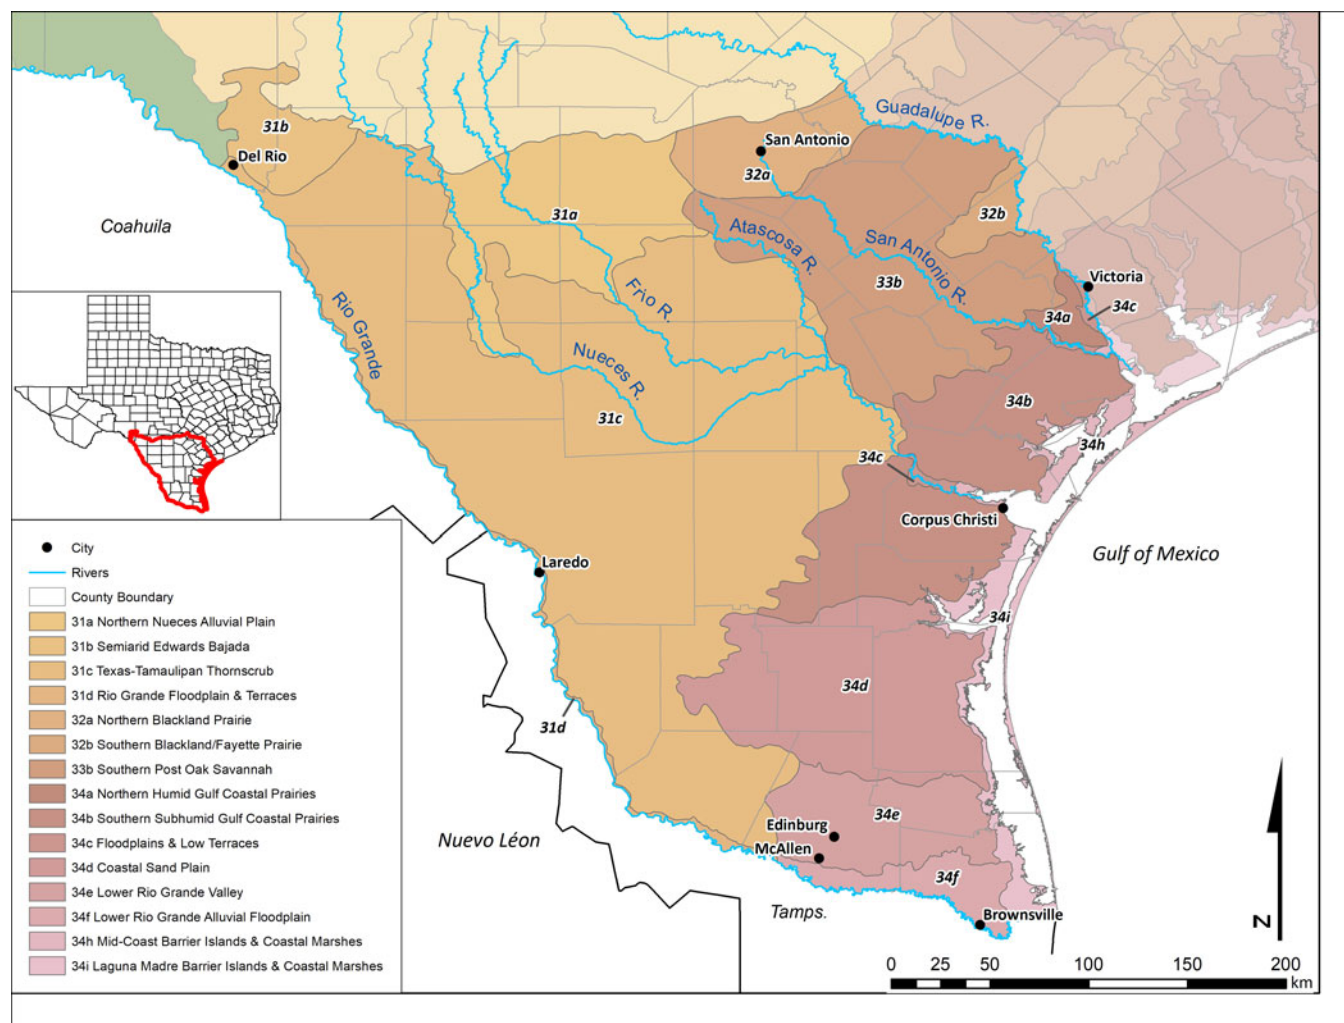 Guadalupe R.
31b
San Antonio
Del Rio
32a
31a
32b
Coahuila
Atascosa R.
San Antonio R.
Victoria
33b
Rio Grande
Frio R.
34a
34c
Nueces R.
31c
34b
34h
34c
Corpus Christi
Gulf of Mexico
Laredo
34i
34d
31d
34e
Edinburg
McAllen
Nuevo Léon
34f
Tamps.
Brownsville
City
Rivers
County Boundary
31a Northern Nueces Alluvial Plain
31b Semiarid Edwards Bajada
31c Texas-Tamaulipan Thornscrub
31d Rio Grande Floodplain & Terraces
32a Northern Blackland Prairie
32b Southern Blackland/Fayette Prairie
33b Southern Post Oak Savannah
34a Northern Humid Gulf Coastal Prairies
34b Southern Subhumid Gulf Coastal Prairies
34c Floodplains & Low Terraces
34d Coastal Sand Plain
34e Lower Rio Grande Valley
34f Lower Rio Grande Alluvial Floodplain
34h Mid-Coast Barrier Islands & Coastal Marshes
34i Laguna Madre Barrier Islands & Coastal Marshes
N
0 25 50 100 150 200
km